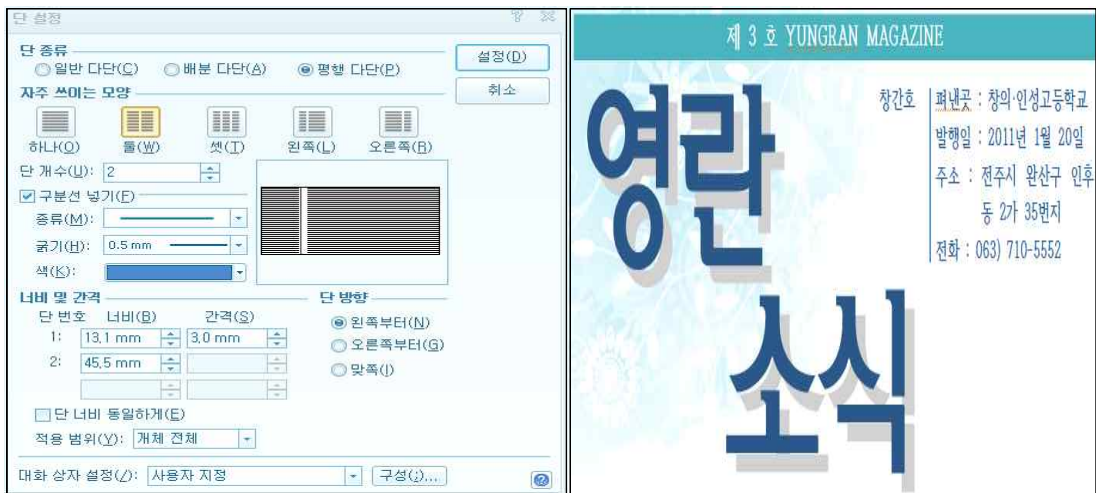 단 설정
단 종류
일반 다단(C) 배분 다단(A) 평행 다단(P)
설정(D)
취소
자주 쓰이는 모양
하나(O) 둘(W) 셋(T) 왼쪽(L) 오른쪽(R)
단 개수(U): 2
구분선 넣기(F)
종류(M):
굵기(H): 0.5 mm
색(K):
너비 및 간격
단 번호 너비(B) 간격(S)
1: 13.1 mm 3.0 mm
2: 45.5 mm
단 방향
왼쪽부터(N)
오른쪽부터(G)
맞쪽(I)
단 너비 동일하게(E)
적용 범위(Y): 개체 전체
대화 상자 설정(/): 사용자 지정 구성(;)...
제 3 호 YUNGRAN MAGAZINE
영란
소식
창간호
펴낸곳 : 창의·인성고등학교
발행일 : 2011년 1월 20일
주소 : 전주시 완산구 인후
동 2가 35번지
전화 : 063) 710-5552